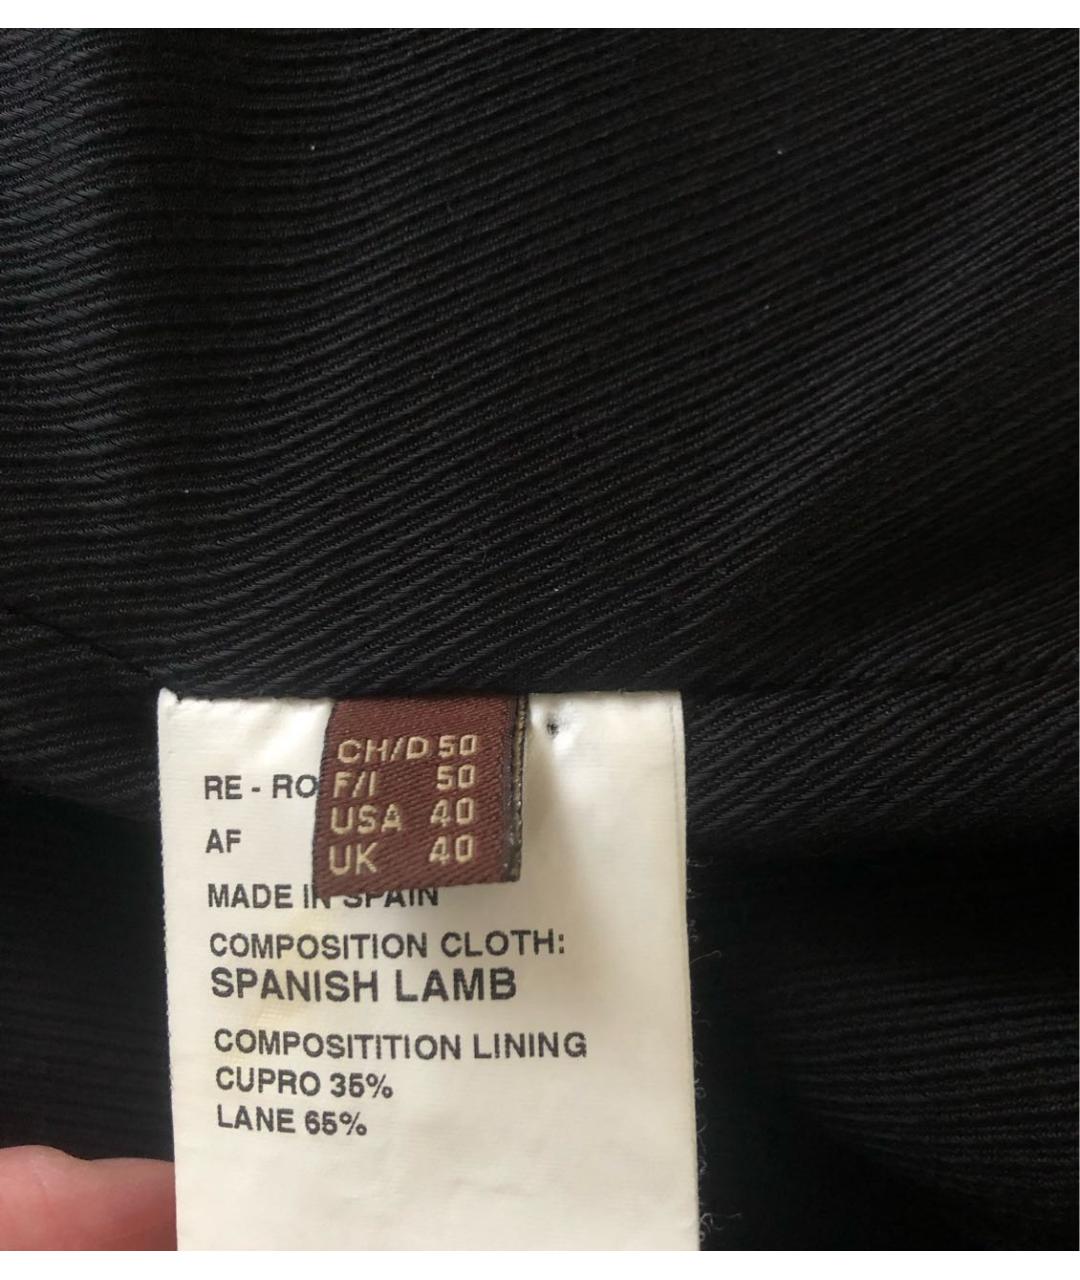 CH/D 50
F/I 50
USA 40
UK 40
RE - RO
AF
MADE IN SPAIN
COMPOSITION CLOTH:
SPANISH LAMB
COMPOSITITION LINING
CUPRO 35%
LANE 65%